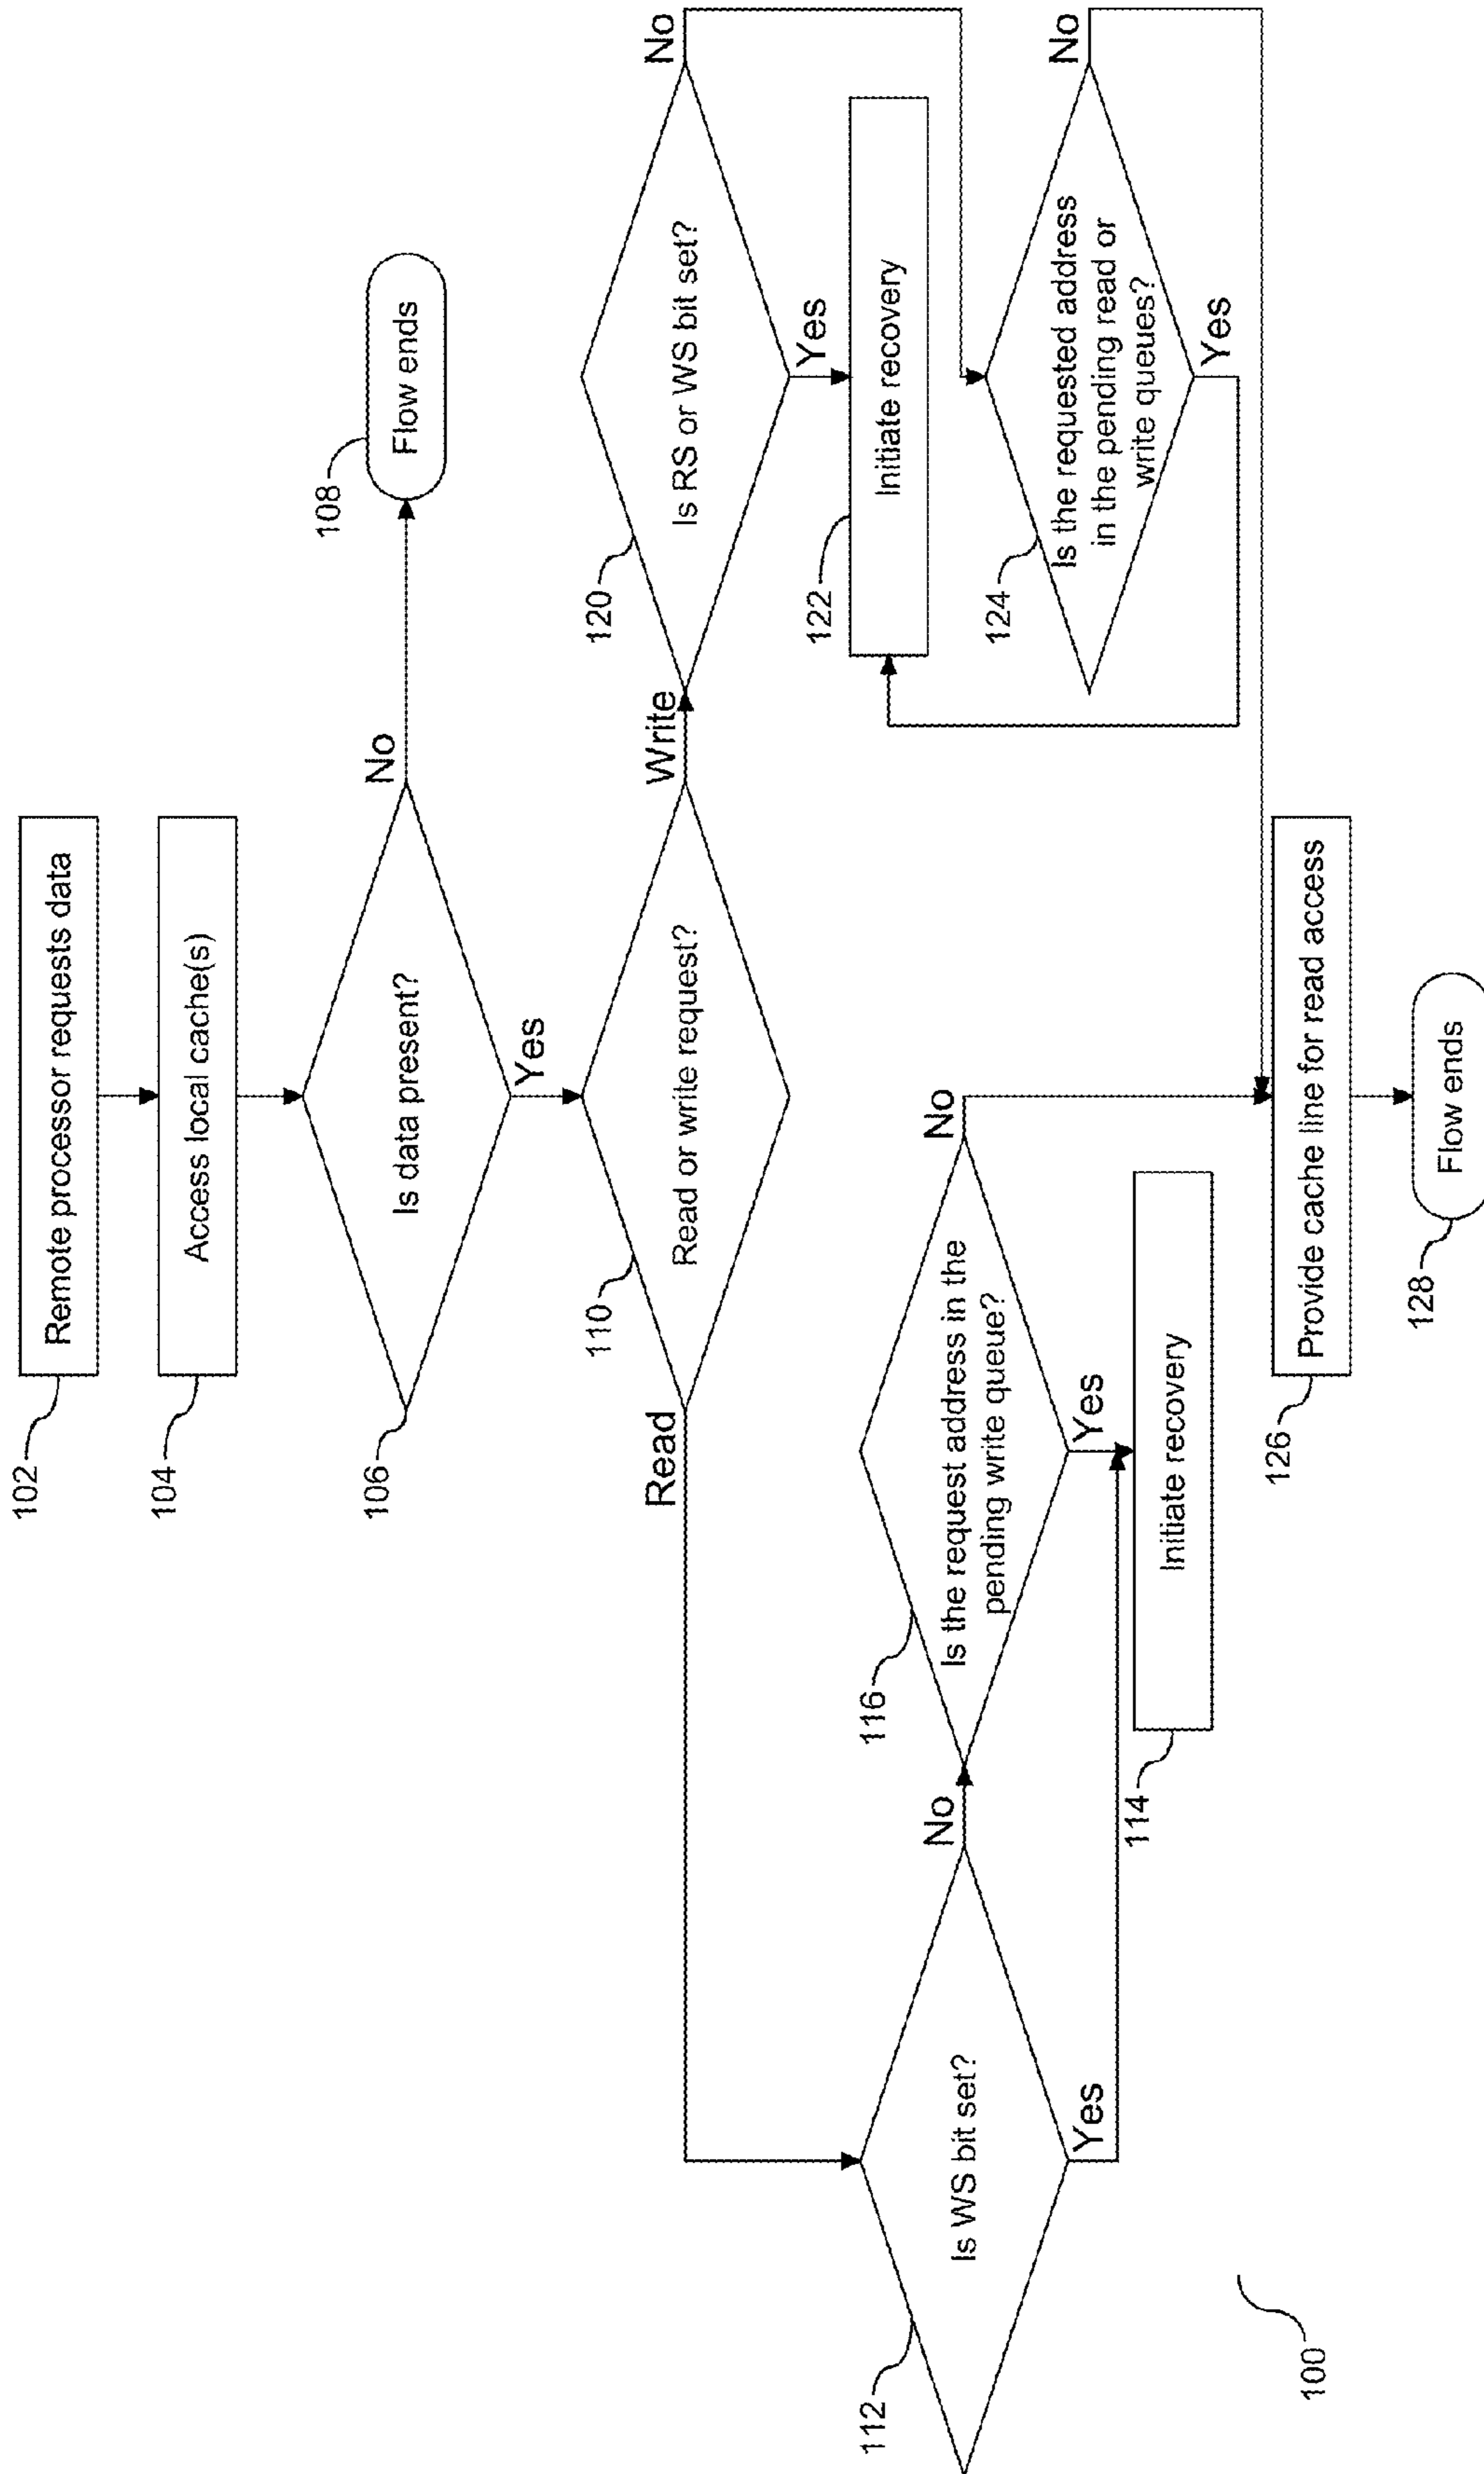 102
Remote processor requests data
104
Access local cache(s)
106
Is data present?
No
108
Flow ends
Yes
110
Read or write request?
Read
Write
120
Is RS or WS bit set?
No
Yes
122
Initiate recovery
124
Is the requested address
in the pending read or
write queues?
No
Yes
112
Is WS bit set?
No
Yes
116
Is the request address in the
pending write queue?
No
Yes
114
Initiate recovery
126
Provide cache line for read access
128
Flow ends
100